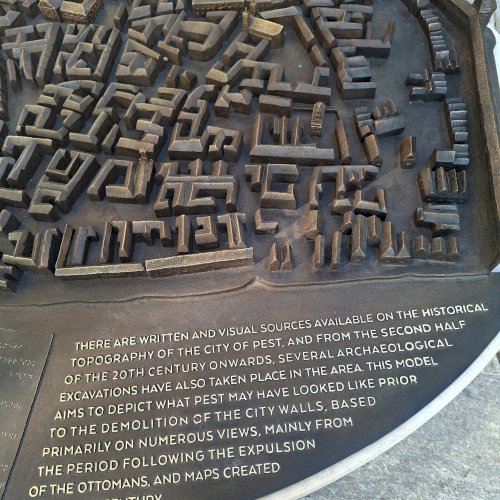 THERE ARE WRITTEN AND VISUAL SOURCES AVAILABLE ON THE HISTORICAL
TOPOGRAPHY OF THE CITY OF PEST, AND FROM THE SECOND HALF
OF THE 20TH CENTURY ONWARDS, SEVERAL ARCHAEOLOGICAL
EXCAVATIONS HAVE ALSO TAKEN PLACE IN THE AREA. THIS MODEL
AIMS TO DEPICT WHAT PEST MAY HAVE LOOKED LIKE PRIOR
TO THE DEMOLITION OF THE CITY WALLS, BASED
PRIMARILY ON NUMEROUS VIEWS, MAINLY FROM
THE PERIOD FOLLOWING THE EXPULSION
OF THE OTTOMANS, AND MAPS CREATED
CENTURY